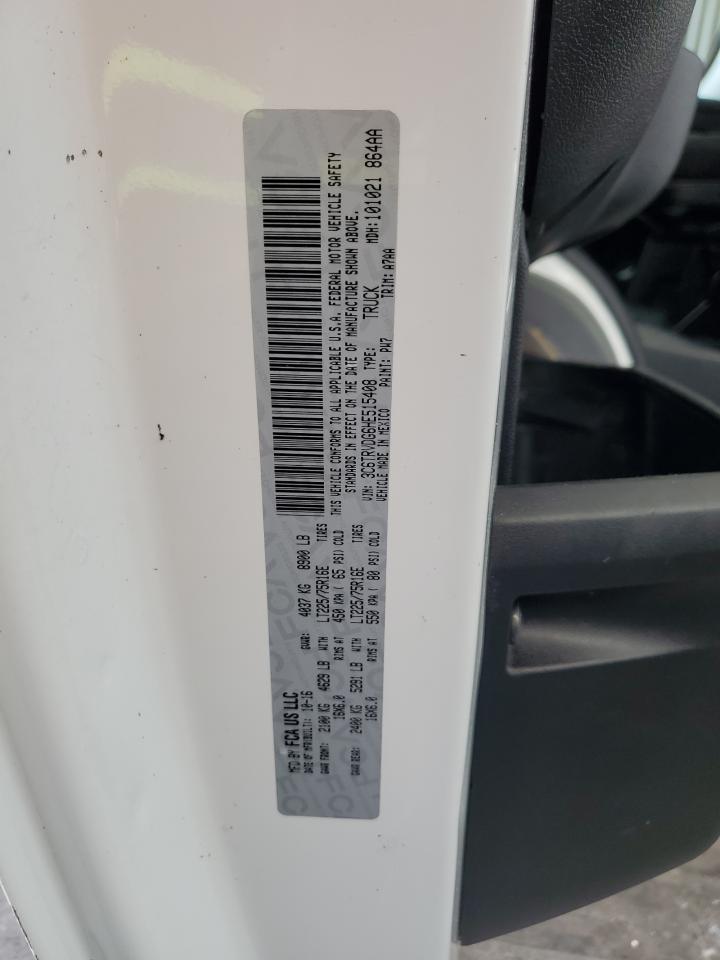 MFD BY FCA US LLC
DATE OF MFR(BUILT): 10-16 GVWR: 4037 KG 8900 LB
GAWR FRONT: 2100 KG 4629 LB WITH LT225/75R16E TIRES
16X6.0 RIMS AT 450 KPA ( 65 PSI) COLD
GAWR REAR: 2400 KG 5291 LB WITH LT225/75R16E TIRES
16X6.0 RIMS AT 550 KPA ( 80 PSI) COLD
THIS VEHICLE CONFORMS TO ALL APPLICABLE U.S.A. FEDERAL MOTOR VEHICLE SAFETY
STANDARDS IN EFFECT ON THE DATE OF MANUFACTURE SHOWN ABOVE.
VIN: 3C6TRVDG6HE515408 TYPE: TRUCK MDH: 101021 864AA
VEHICLE MADE IN MEXICO PAINT: PW7 TRIM: A7AA